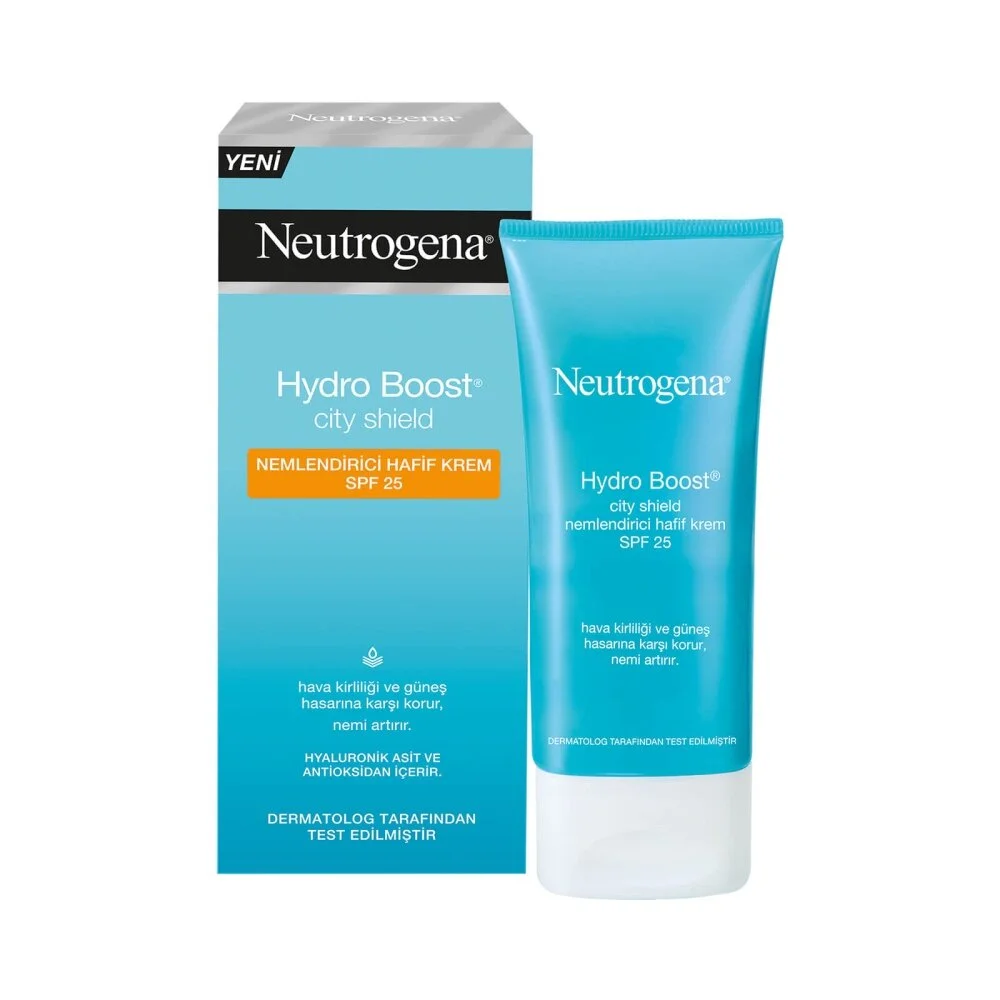 Neutrogena®
YENİ
Neutrogena®
Hydro Boost®
city shield
NEMLENDİRİCİ HAFİF KREM
SPF 25
hava kirliliği ve güneş
hasarına karşı korur,
nemi artırır.
HYALURONİK ASİT VE
ANTİOKSİDAN İÇERİR.
DERMATOLOG TARAFINDAN
TEST EDİLMİŞTİR
Neutrogena®
Hydro Boost®
city shield
nemlendirici hafif krem
SPF 25
hava kirliliği ve güneş
hasarına karşı korur,
nemi artırır.
DERMATOLOG TARAFINDAN TEST EDİLMİŞTİR